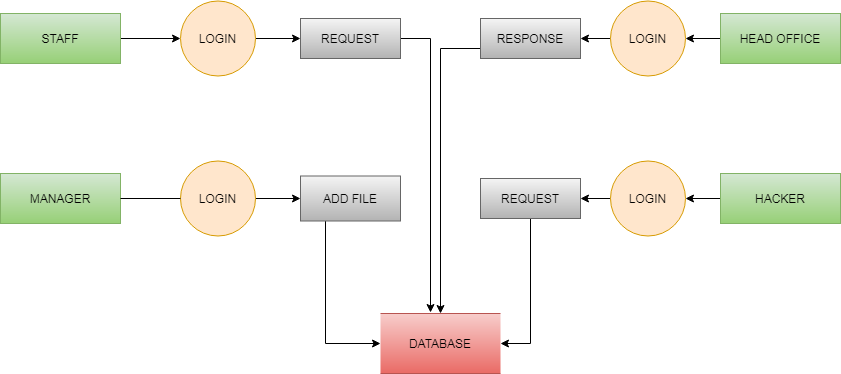 STAFF
LOGIN
REQUEST
RESPONSE
LOGIN
HEAD OFFICE
MANAGER
LOGIN
ADD FILE
REQUEST
LOGIN
HACKER
DATABASE